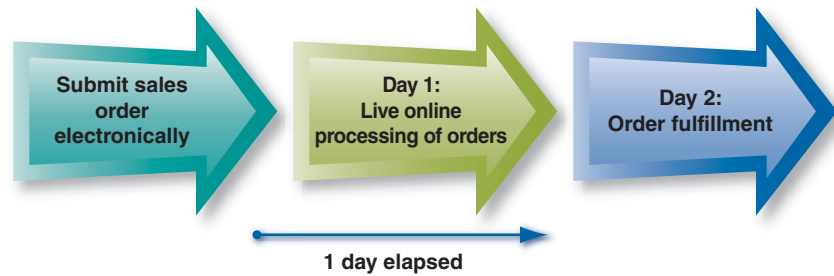 Submit sales
order
electronically
Day 1:
Live online
processing of orders
Day 2:
Order fulfillment
1 day elapsed